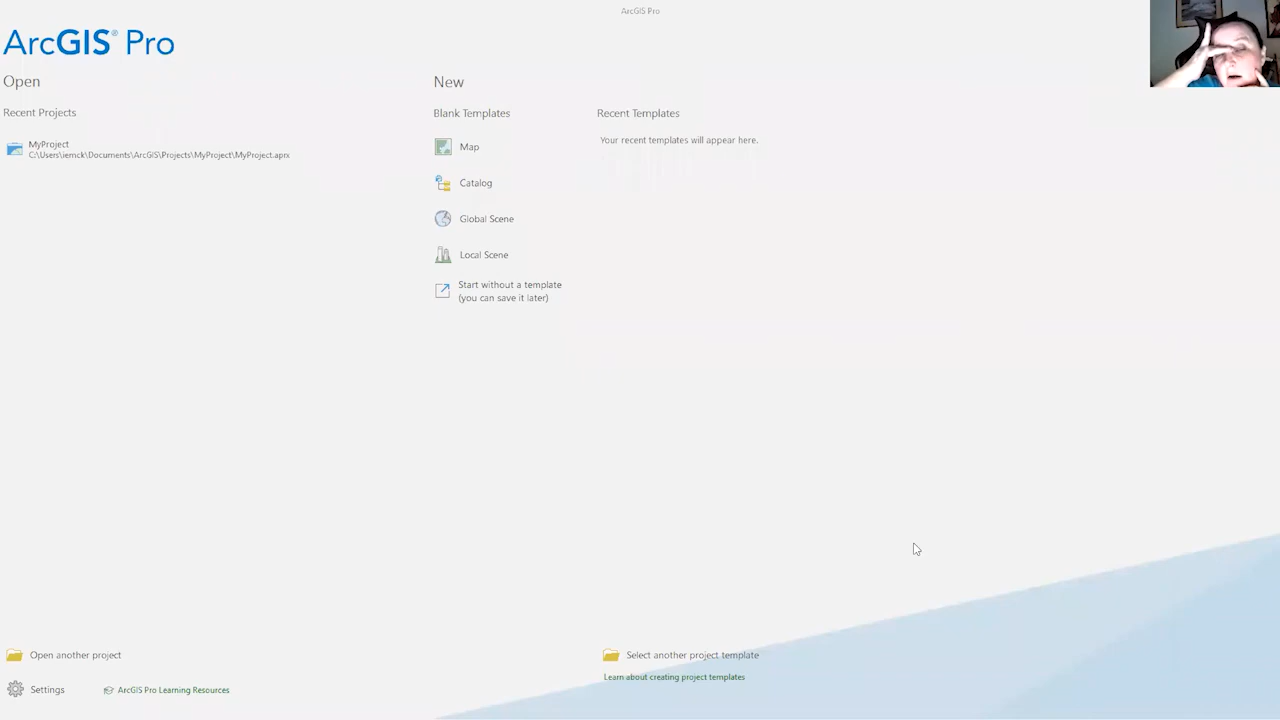 ArcGIS Pro
ArcGIS® Pro
Open
Recent Projects
MyProject
C:\Users\iemck\Documents\ArcGIS\Projects\MyProject\MyProject.aprx
New
Blank Templates
Map
Catalog
Global Scene
Local Scene
Start without a template
(you can save it later)
Recent Templates
Your recent templates will appear here.
Open another project
Settings
ArcGIS Pro Learning Resources
Select another project template
Learn about creating project templates